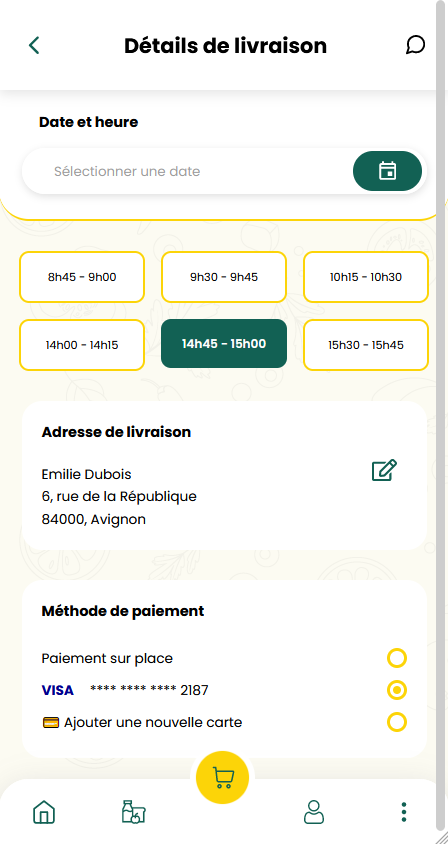 Détails de livraison
Date et heure
Sélectionner une date
8h45 - 9h00
9h30 - 9h45
10h15 - 10h30
14h00 - 14h15
14h45 - 15h00
15h30 - 15h45
Adresse de livraison
Emilie Dubois
6, rue de la République
84000, Avignon
Méthode de paiement
Paiement sur place
VISA **** **** **** 2187
Ajouter une nouvelle carte